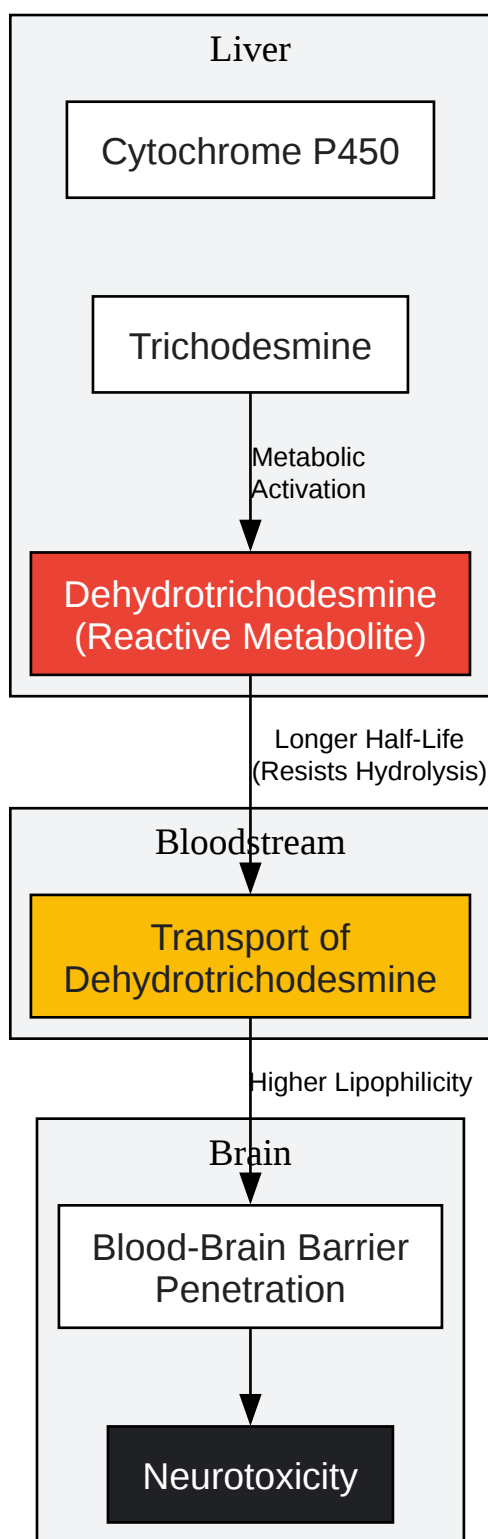 Liver
Cytochrome P450
Trichodesmine
Metabolic
Activation
Dehydrotrichodesmine
(Reactive Metabolite)
Longer Half-Life
(Resists Hydrolysis)
Bloodstream
Transport of
Dehydrotrichodesmine
Higher Lipophilicity
Brain
Blood-Brain Barrier
Penetration
Neurotoxicity